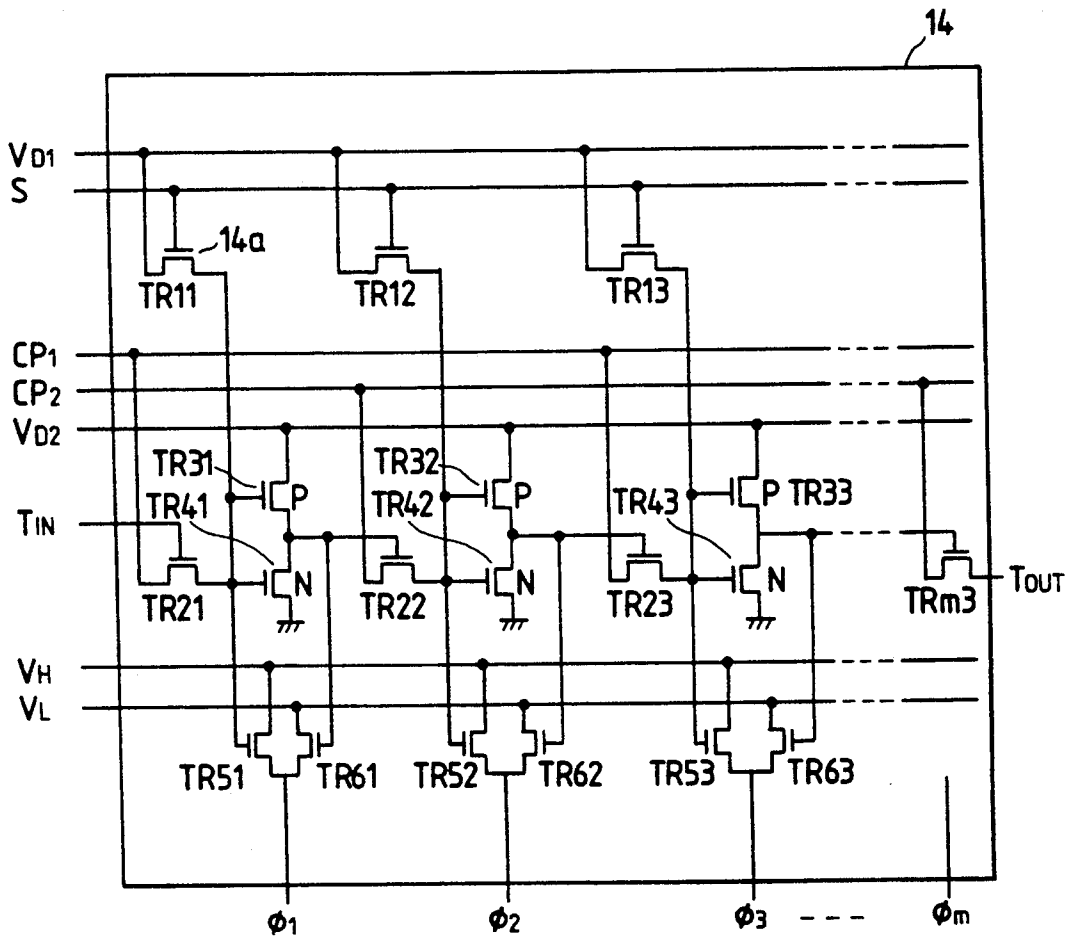 14
VD1
S
14a
TR11
TR12
TR13
CP1
CP2
VD2
TR31
P
TR32
P
P
TR33
TR41
TR42
TR43
TIN
N
N
N
TR21
TR22
TR23
TRm3
TOUT
VH
VL
TR51
TR61
TR52
TR62
TR53
TR63
ϕ1
ϕ2
ϕ3
ϕm